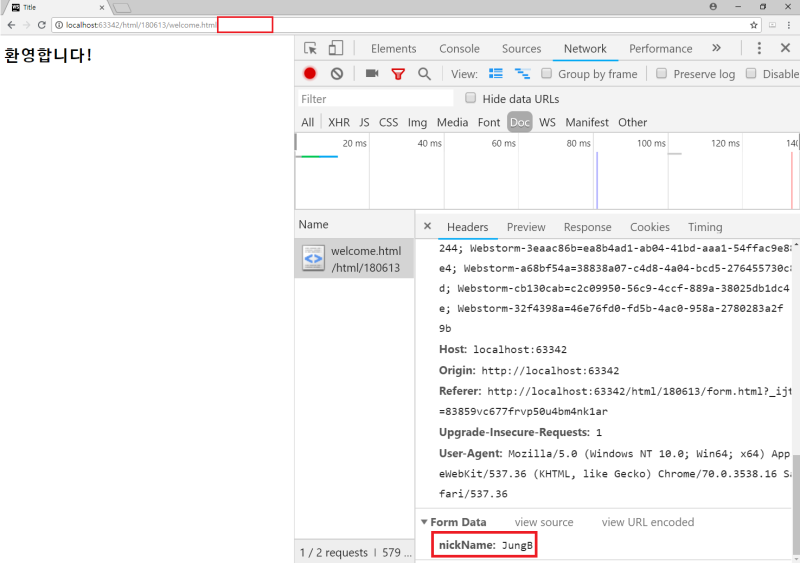 Title
localhost:63342/html/180613/welcome.html
환영합니다!
Elements Console Sources Network Performance »
View: Group by frame Preserve log Disable
Filter Hide data URLs
All XHR JS CSS Img Media Font Doc WS Manifest Other
20 ms 40 ms 60 ms 80 ms 100 ms 120 ms 140
Name
welcome.html
/html/180613
1 / 2 requests | 579 ...
× Headers Preview Response Cookies Timing
244; Webstorm-3eaac86b=ea8b4ad1-ab04-41bd-aaa1-54ffac9e88
e4; Webstorm-a68bf54a=38838a07-c4d8-4a04-bcd5-276455730c8
d; Webstorm-cb130cab=c2c09950-56c9-4ccf-889a-38025db1dc4
e; Webstorm-32f4398a=46e76fd0-fd5b-4ac0-958a-2780283a2f
9b
Host: localhost:63342
Origin: http://localhost:63342
Referer: http://localhost:63342/html/180613/form.html?_ijt
=83859vc677frvp50u4bm4nk1ar
Upgrade-Insecure-Requests: 1
User-Agent: Mozilla/5.0 (Windows NT 10.0; Win64; x64) App
eWebKit/537.36 (KHTML, like Gecko) Chrome/70.0.3538.16 Sa
fari/537.36
Form Data view source view URL encoded
nickName: JungB